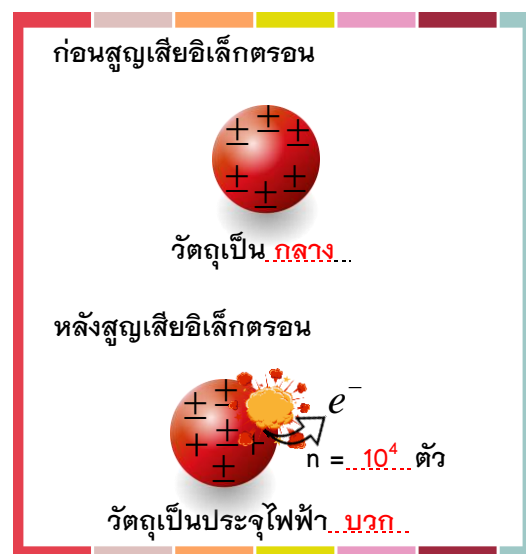 ก่อนสูญเสียอิเล็กตรอน
+ + +
− − −
+ + +
− − −
วัตถุเป็น กลาง
หลังสูญเสียอิเล็กตรอน
+ +
− −
e⁻
+ + +
−
+
−
n = 10⁴ ตัว
วัตถุเป็นประจุไฟฟ้า บวก